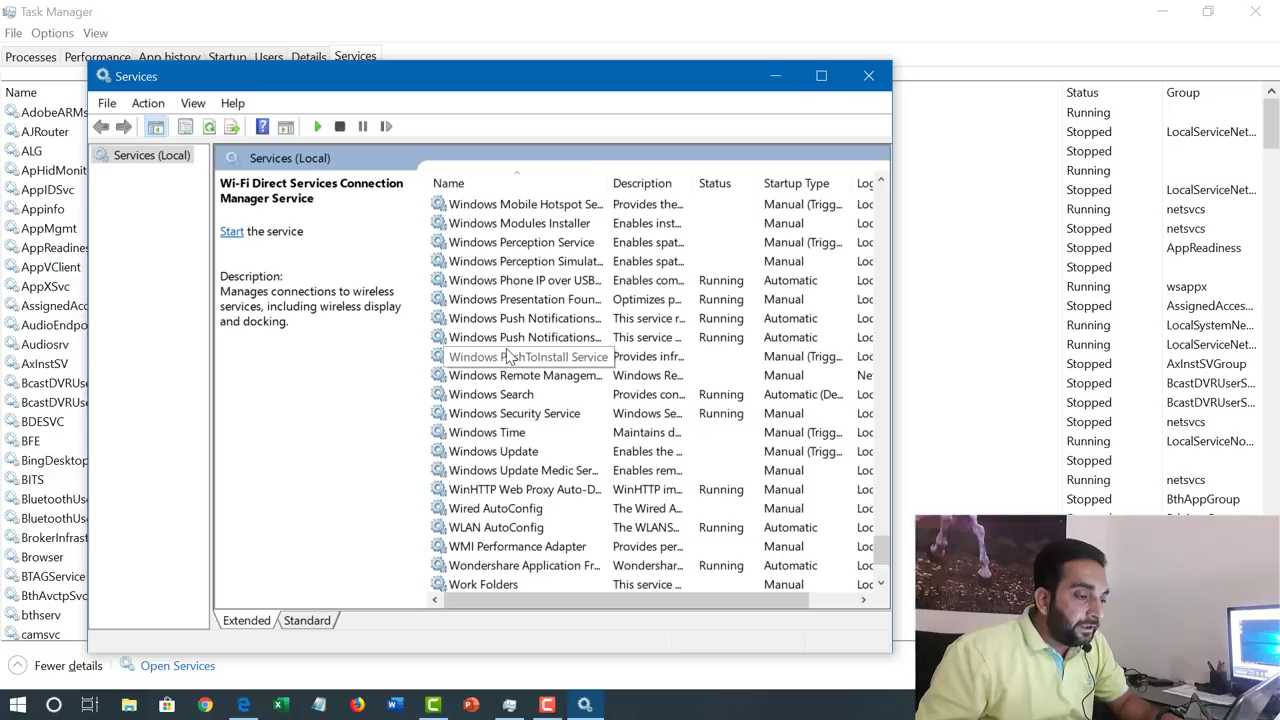 Task Manager
File Options View
Processes Performance App history Startup Users Details Services
Name Status Group
AdobeARMs Running
AJRouter Stopped LocalServiceNet...
ALG Stopped
ApHidMonit Running
AppIDSvc Stopped LocalServiceNet...
Appinfo Running netsvcs
AppMgmt Stopped netsvcs
AppReadines Stopped AppReadiness
AppVClient Stopped
AppXSvc Running wsappx
AssignedAcce Stopped AssignedAcces...
AudioEndpo Running LocalSystemNe...
Audiosrv Running LocalServiceNet...
AxInstSV Stopped AxInstSVGroup
BcastDVRUse Stopped BcastDVRUserS...
BcastDVRUse Stopped BcastDVRUserS...
BDESVC Stopped netsvcs
BFE Running LocalServiceNo...
BingDesktop Stopped
BITS Running netsvcs
Bluetooth Stopped BthAppGroup
BluetoothUse
BrokerInfrast
Browser
BTAGService
BthAvctpSvc
bthserv
camsvc
Fewer details Open Services
Services
File Action View Help
Services (Local)
Services (Local)
Wi-Fi Direct Services Connection
Manager Service
Start the service
Description:
Manages connections to wireless
services, including wireless display
and docking.
Name Description Status Startup Type Log
Windows Mobile Hotspot Se... Provides the... Manual (Trigg... Loc
Windows Modules Installer Enables inst... Manual Loc
Windows Perception Service Enables spat... Manual (Trigg... Loc
Windows Perception Simulat... Enables spat... Manual Loc
Windows Phone IP over USB... Enables com... Running Automatic Loc
Windows Presentation Foun... Optimizes p... Running Manual Loc
Windows Push Notifications... This service r... Running Automatic Loc
Windows Push Notifications... This service ... Running Automatic Loc
Windows PushToInstall Service Provides infr... Manual (Trigg... Loc
Windows Remote Managem... Windows Re... Manual Net
Windows Search Provides con... Running Automatic (De... Loc
Windows Security Service Windows Se... Running Manual Loc
Windows Time Maintains d... Manual (Trigg... Loc
Windows Update Enables the ... Manual (Trigg... Loc
Windows Update Medic Ser... Enables rem... Manual Loc
WinHTTP Web Proxy Auto-D... WinHTTP im... Running Manual Loc
Wired AutoConfig The Wired A... Manual Loc
WLAN AutoConfig The WLANS... Running Automatic Loc
WMI Performance Adapter Provides per... Manual Loc
Wondershare Application Fr... Wondershar... Running Automatic Loc
Work Folders This service ... Manual Loc
Extended Standard